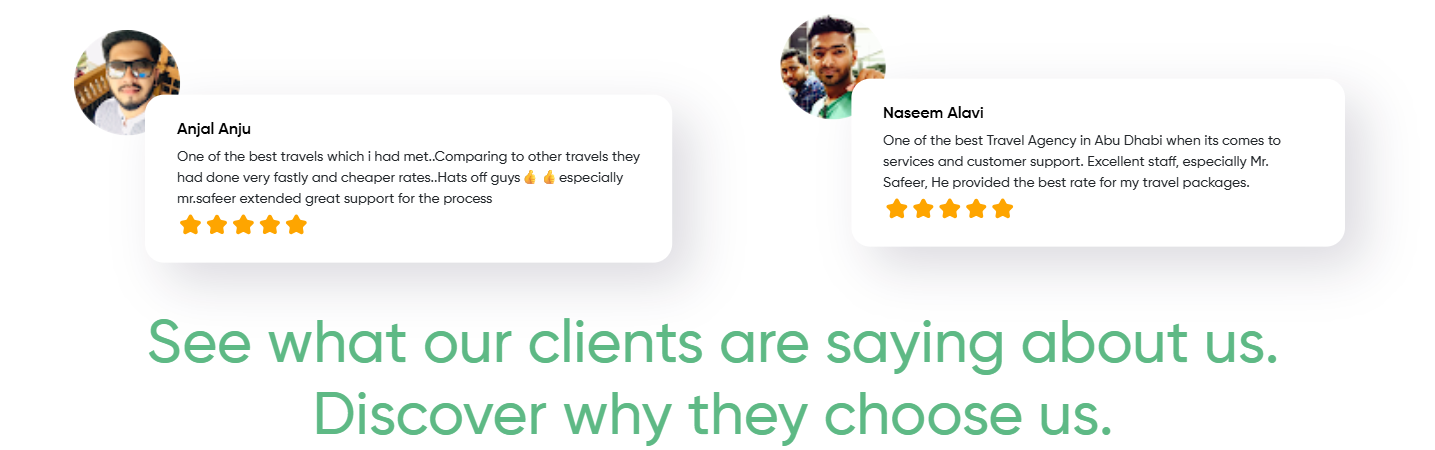 Anjal Anju
One of the best travels which i had met..Comparing to other travels they
had done very fastly and cheaper rates..Hats off guys👍 👍 especially
mr.safeer extended great support for the process
Naseem Alavi
One of the best Travel Agency in Abu Dhabi when its comes to
services and customer support. Excellent staff, especially Mr.
Safeer, He provided the best rate for my travel packages.
See what our clients are saying about us.
Discover why they choose us.